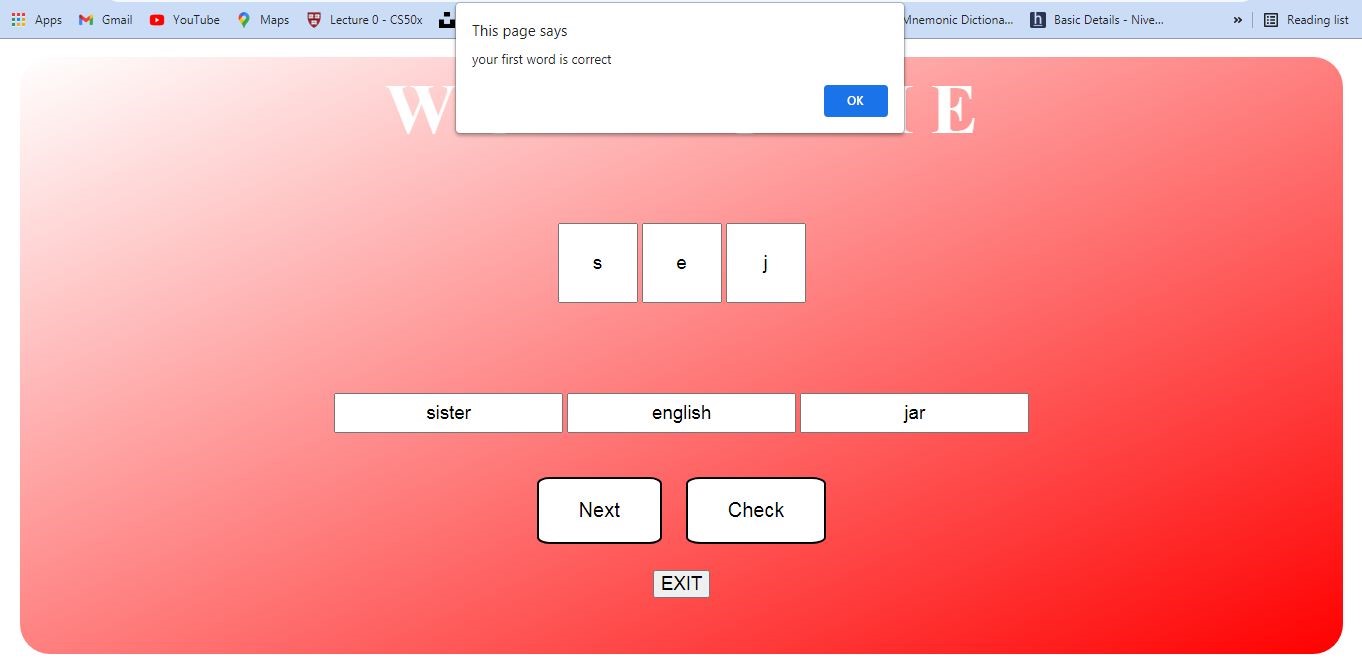 Apps Gmail YouTube Maps Lecture 0 - CS50x Mnemonic Dictiona... Basic Details - Nive... » Reading list
This page says
your first word is correct
OK
W E
s e j
sister english jar
Next Check
EXIT